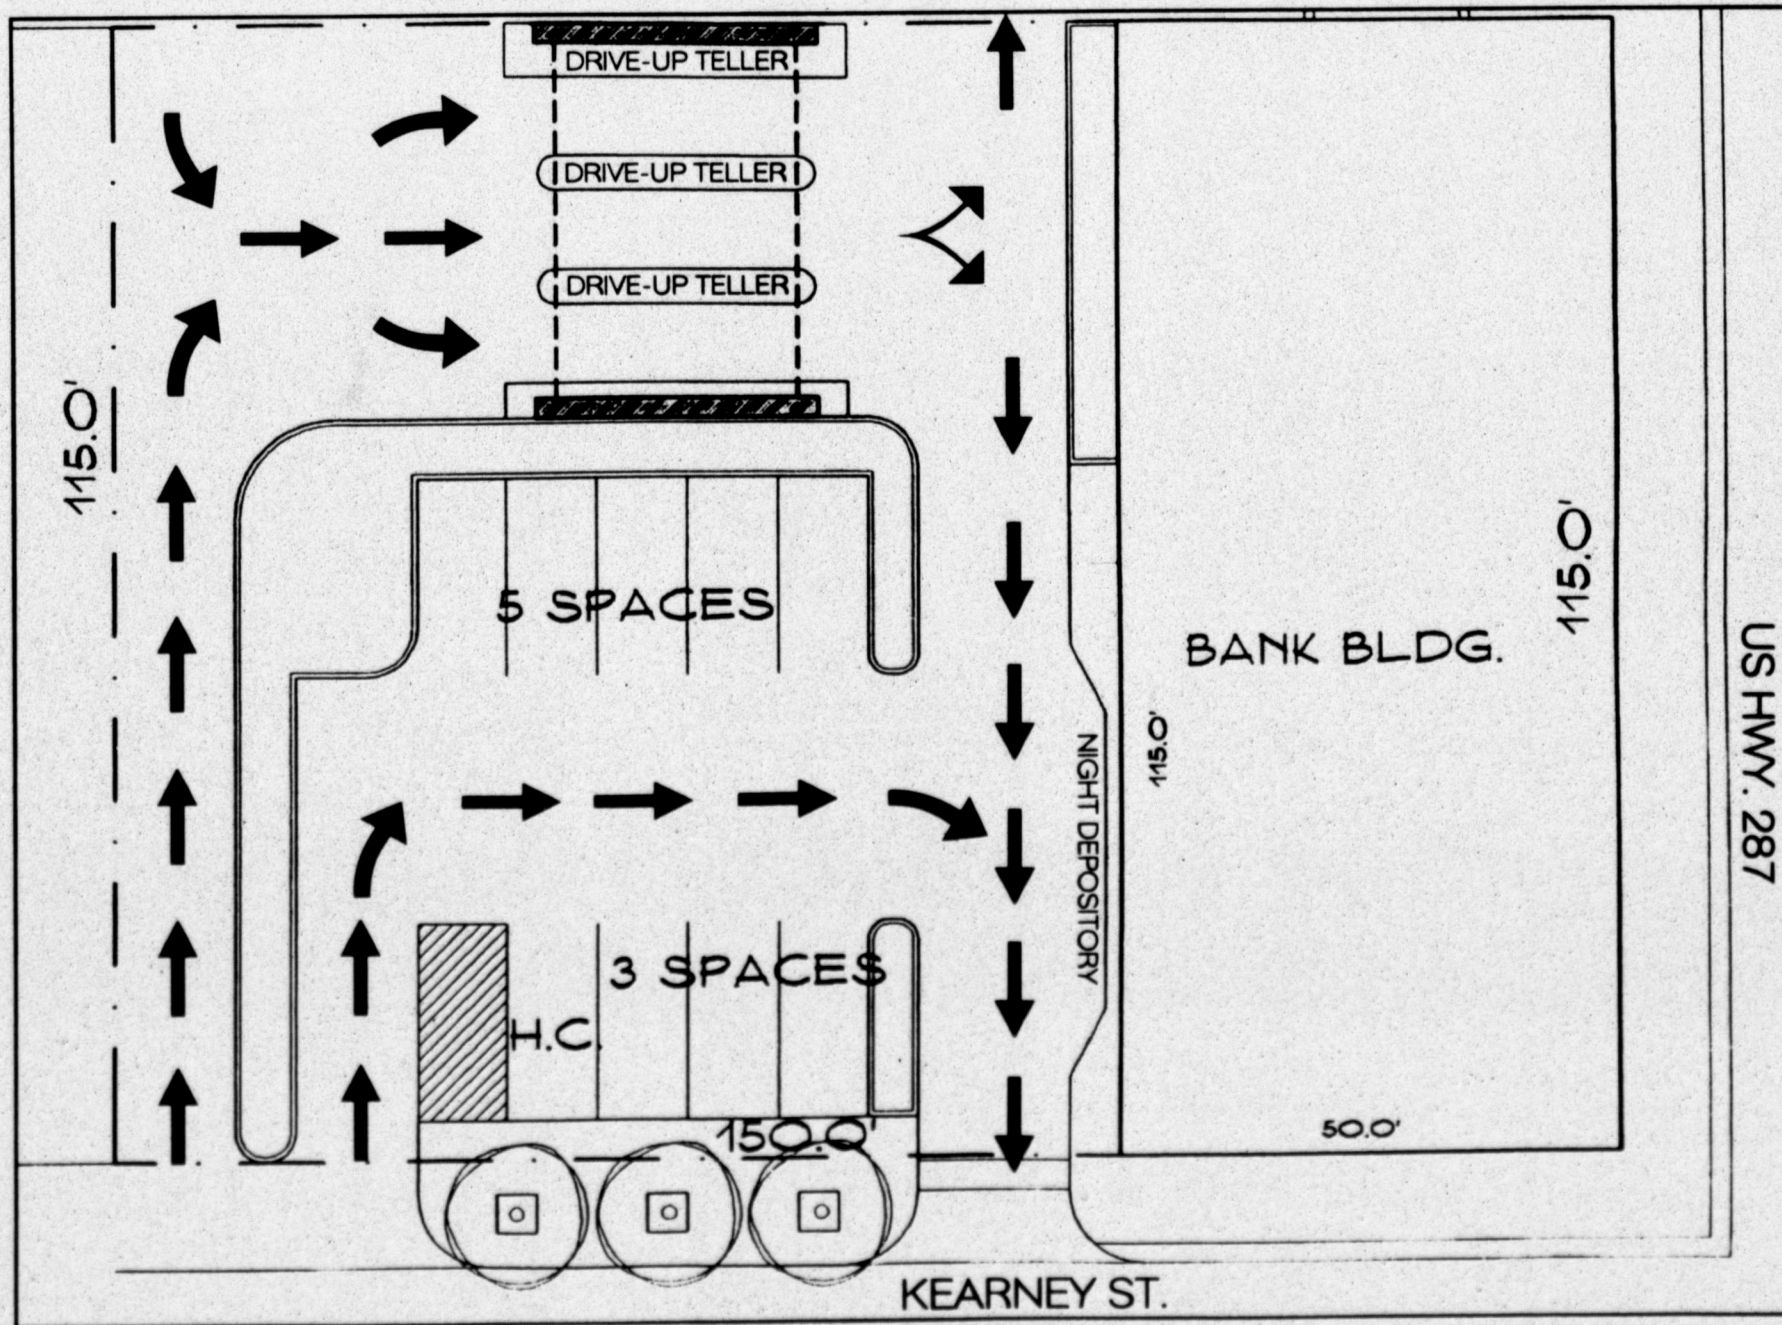 DRIVE-UP TELLER
DRIVE-UP TELLER
DRIVE-UP TELLER
115.0'
5 SPACES
BANK BLDG.
115.0'
115.0'
US HWY. 287
NIGHT DEPOSITORY
3 SPACES
H.C.
150.0'
50.0'
KEARNEY ST.